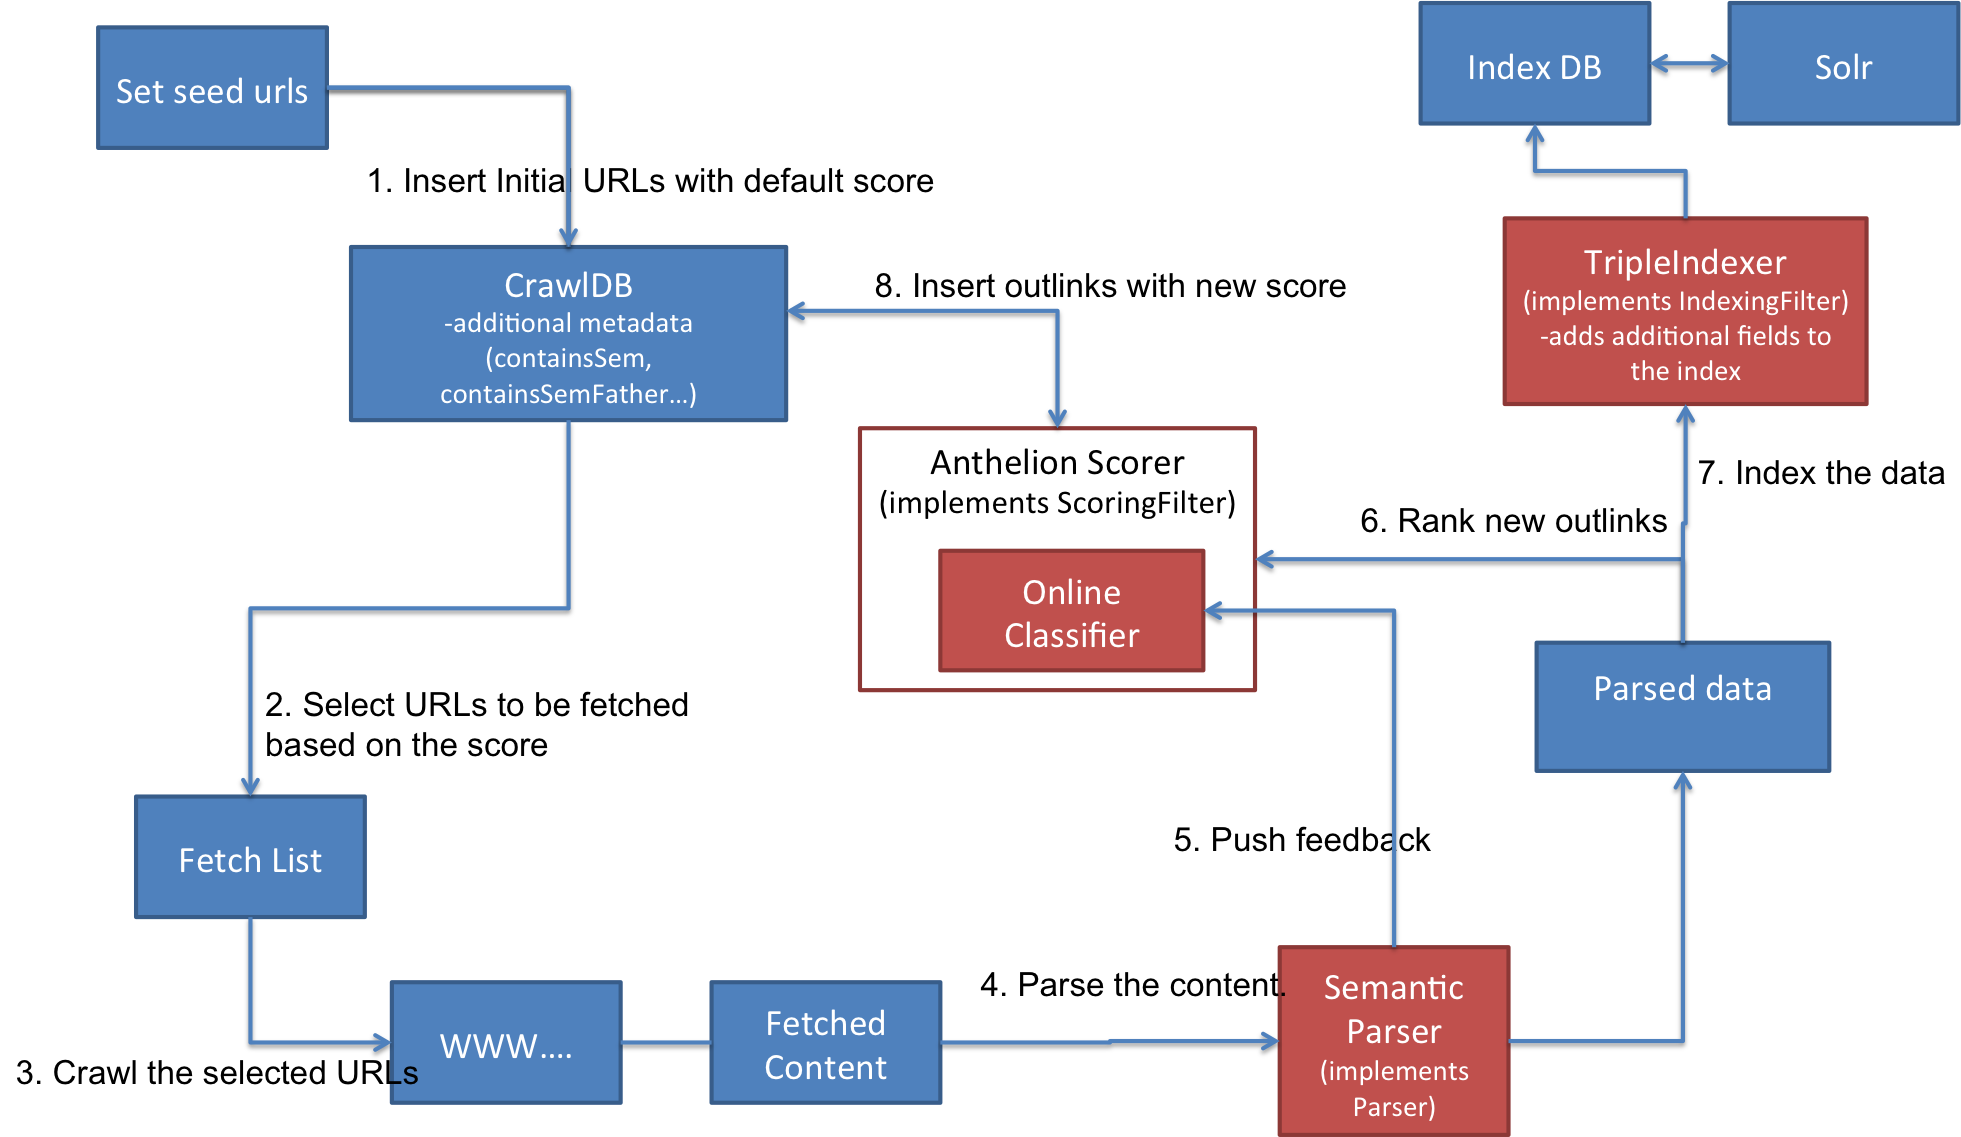 Set seed urls
Index DB
Solr
1. Insert Initial URLs with default score
CrawlDB
-additional metadata
(containsSem,
containsSemFather...)
8. Insert outlinks with new score
TripleIndexer
(implements IndexingFilter)
-adds additional fields to
the index
Anthelion Scorer
(implements ScoringFilter)
Online
Classifier
7. Index the data
6. Rank new outlinks
Parsed data
2. Select URLs to be fetched
based on the score
Fetch List
5. Push feedback
3. Crawl the selected URLs
WWW....
Fetched
Content
4. Parse the content.
Semantic
Parser
(implements
Parser)